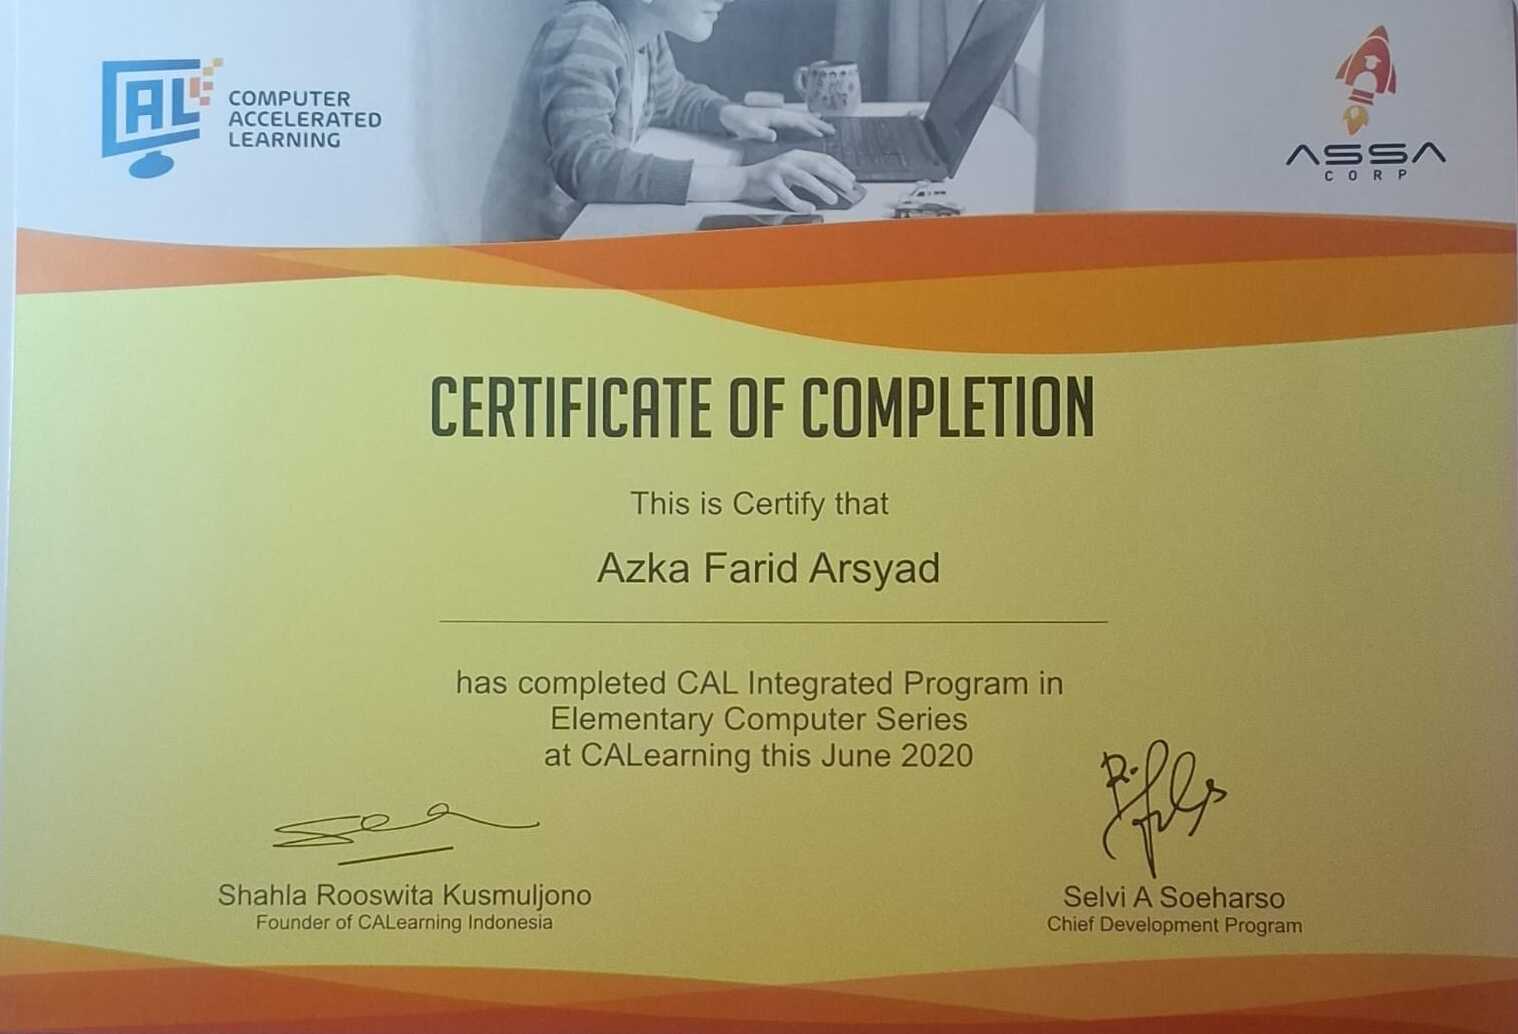 CAL
COMPUTER
ACCELERATED
LEARNING
ASSA
CORP
CERTIFICATE OF COMPLETION
This is Certify that
Azka Farid Arsyad
has completed CAL Integrated Program in
Elementary Computer Series
at CALearning this June 2020
Shahla Rooswita Kusmuljono
Founder of CALearning Indonesia
Selvi A Soeharso
Chief Development Program